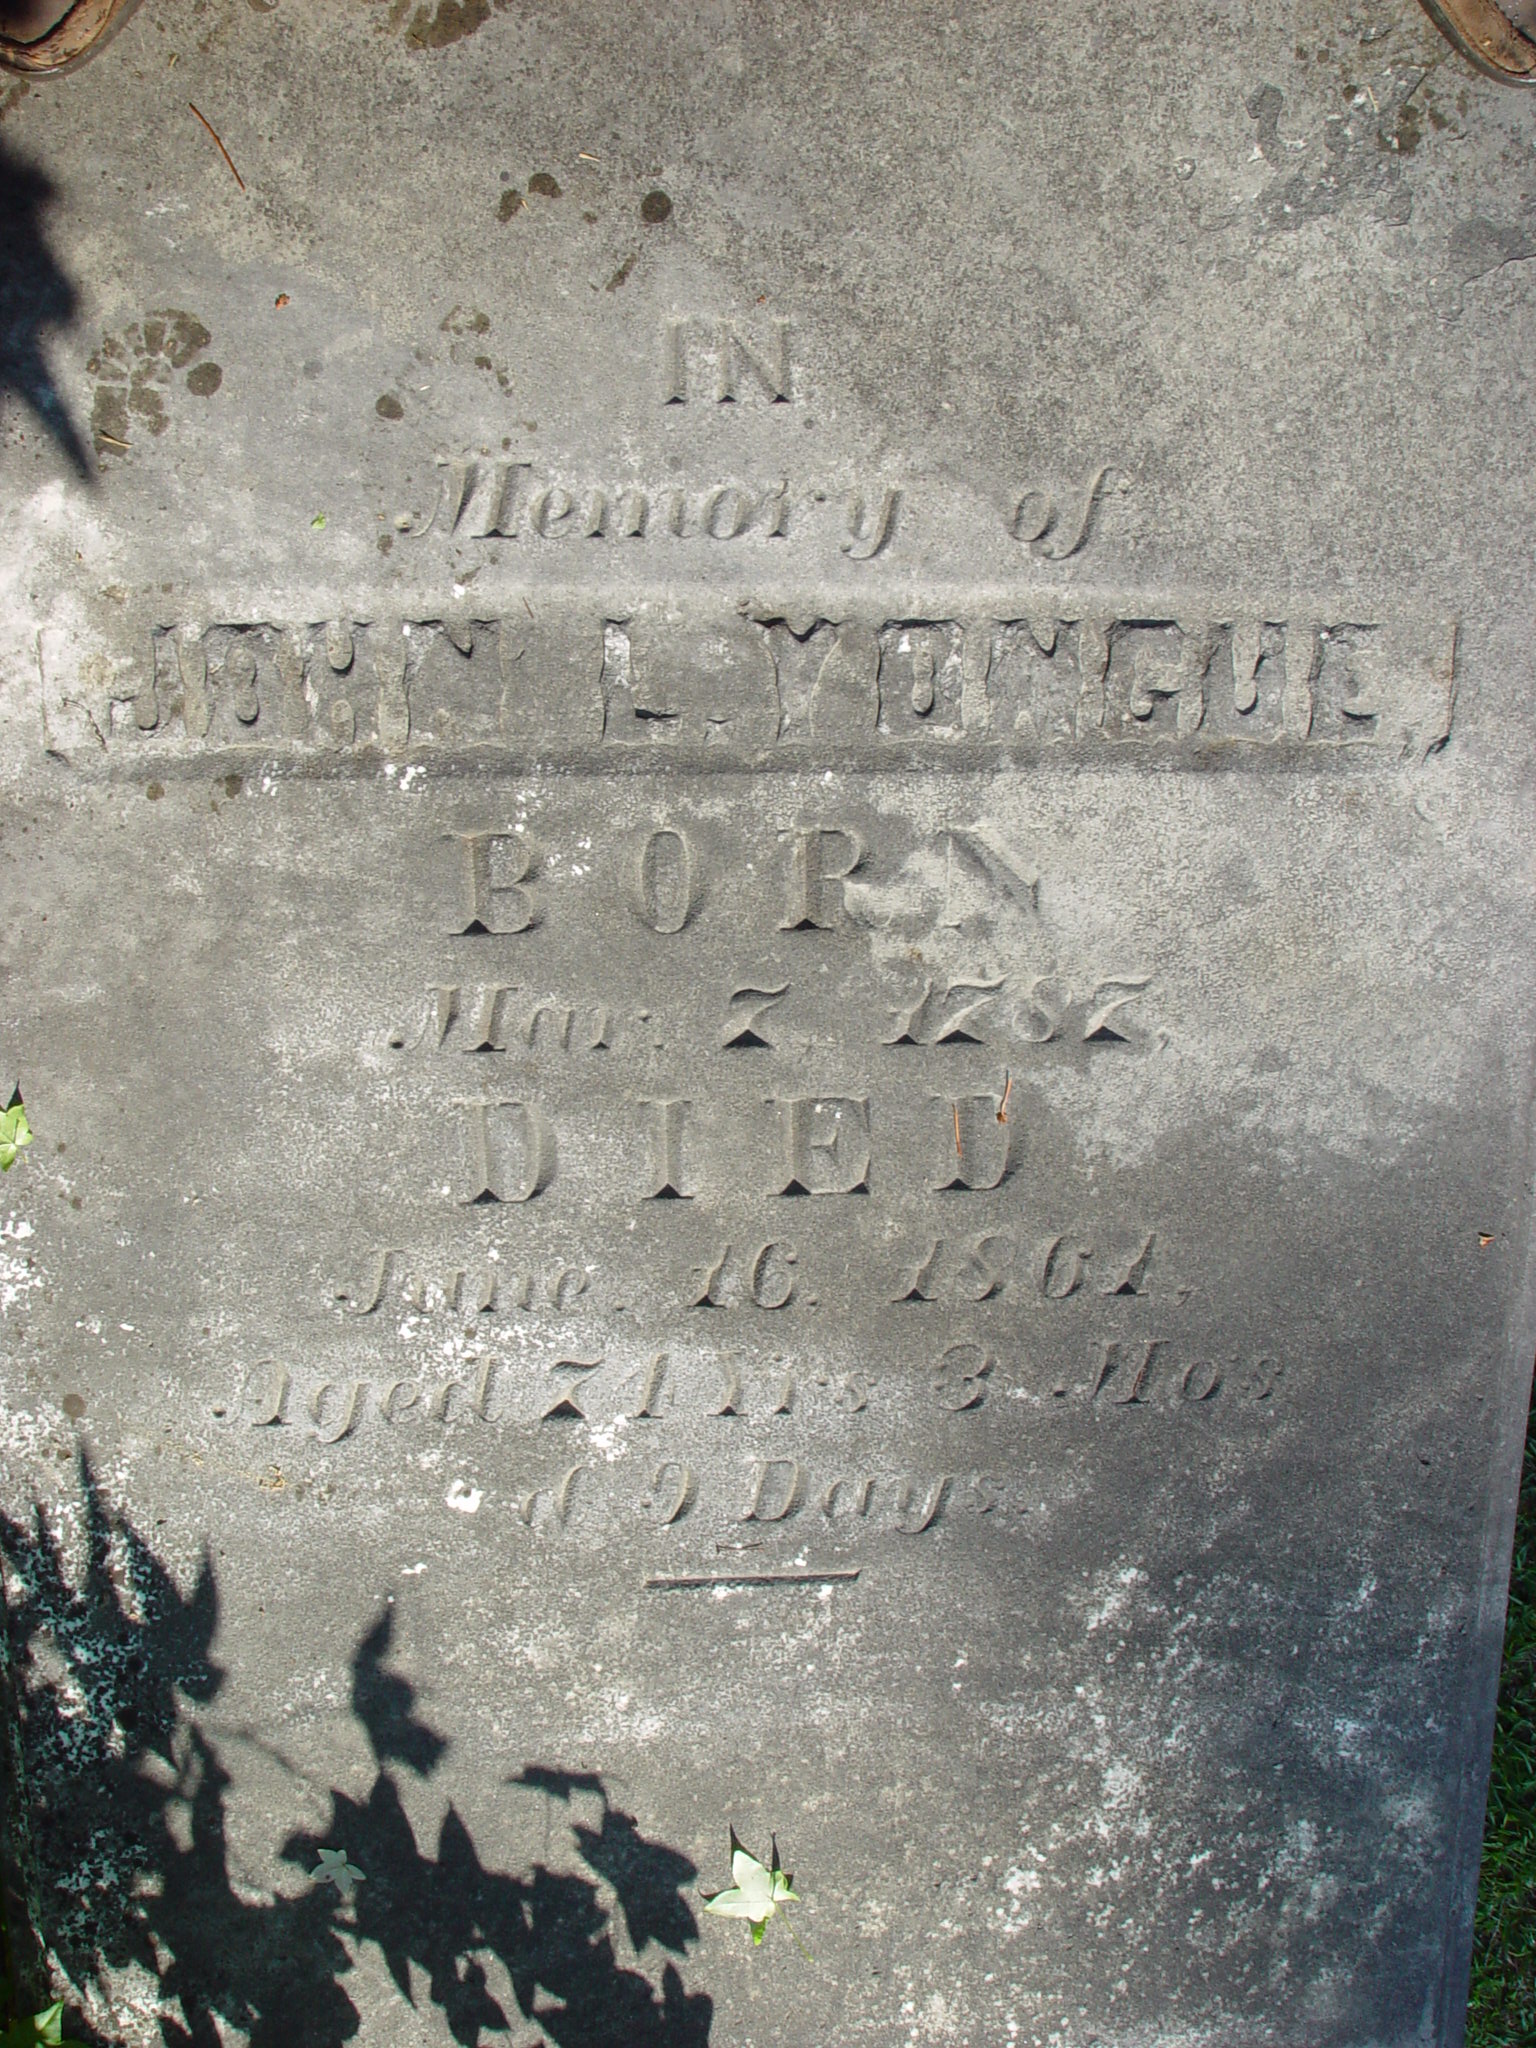 IN
Memory of
JOHN L. YONGUE
BORN
Mar: 7 1787,
DIED
June. 16. 1861,
Aged 74 Yrs 3 Mos
& 9 Days.